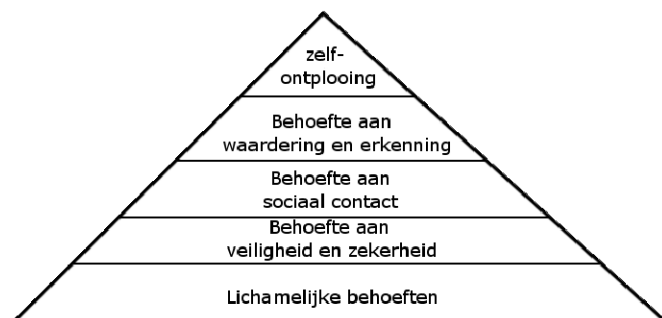 zelf-
ontplooing
Behoefte aan
waardering en erkenning
Behoefte aan
sociaal contact
Behoefte aan
veiligheid en zekerheid
Lichamelijke behoeften